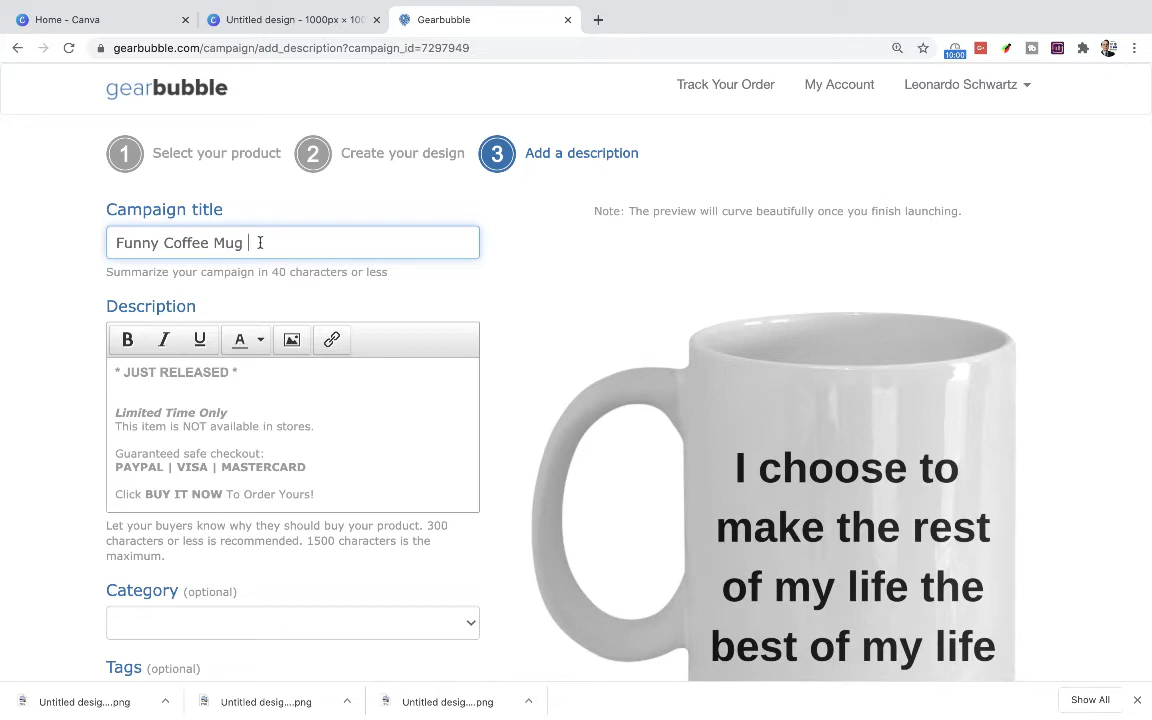 Home - Canva
Untitled design - 1000px × 100
Gearbubble
gearbubble.com/campaign/add_description?campaign_id=7297949
10:00
gearbubble
Track Your Order
My Account
Leonardo Schwartz
1 Select your product
2 Create your design
3 Add a description
Campaign title
Note: The preview will curve beautifully once you finish launching.
Funny Coffee Mug
Summarize your campaign in 40 characters or less
Description
B I U A
* JUST RELEASED *
Limited Time Only
This item is NOT available in stores.
Guaranteed safe checkout:
PAYPAL | VISA | MASTERCARD
Click BUY IT NOW To Order Yours!
Let your buyers know why they should buy your product. 300
characters or less is recommended. 1500 characters is the
maximum.
I choose to
make the rest
of my life the
best of my life
Category (optional)
Tags (optional)
Untitled desig....png
Untitled desig....png
Untitled desig....png
Show All